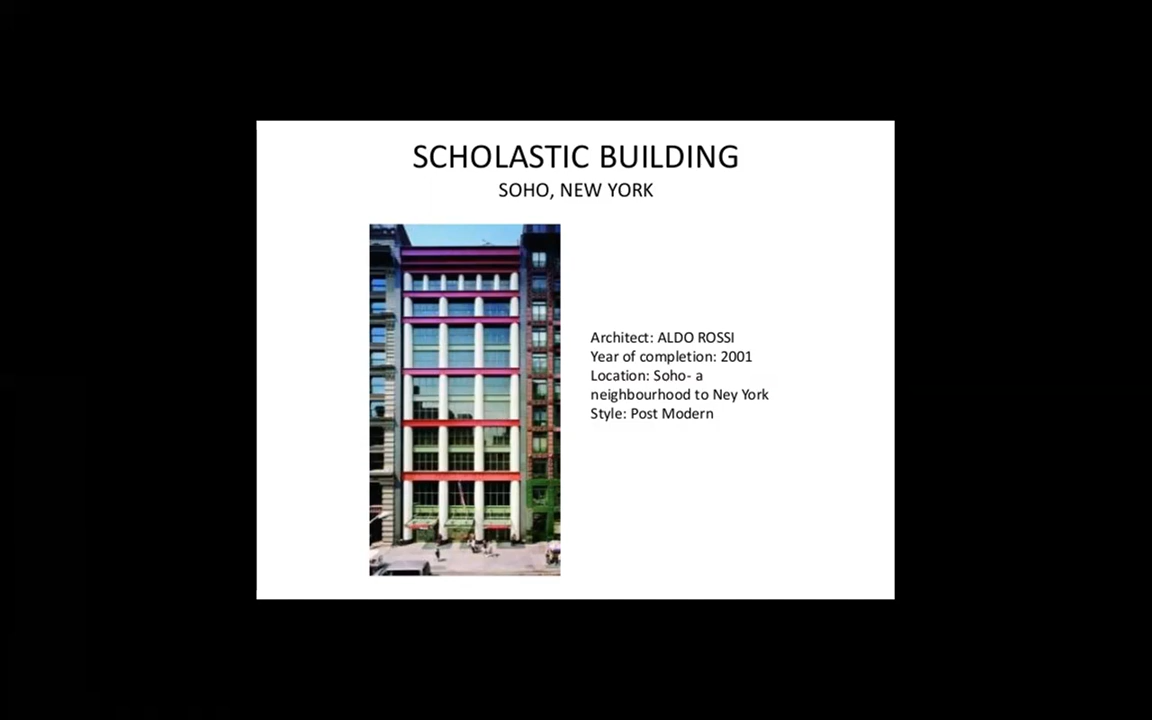 SCHOLASTIC BUILDING
SOHO, NEW YORK
Architect: ALDO ROSSI
Year of completion: 2001
Location: Soho- a
neighbourhood to Ney York
Style: Post Modern